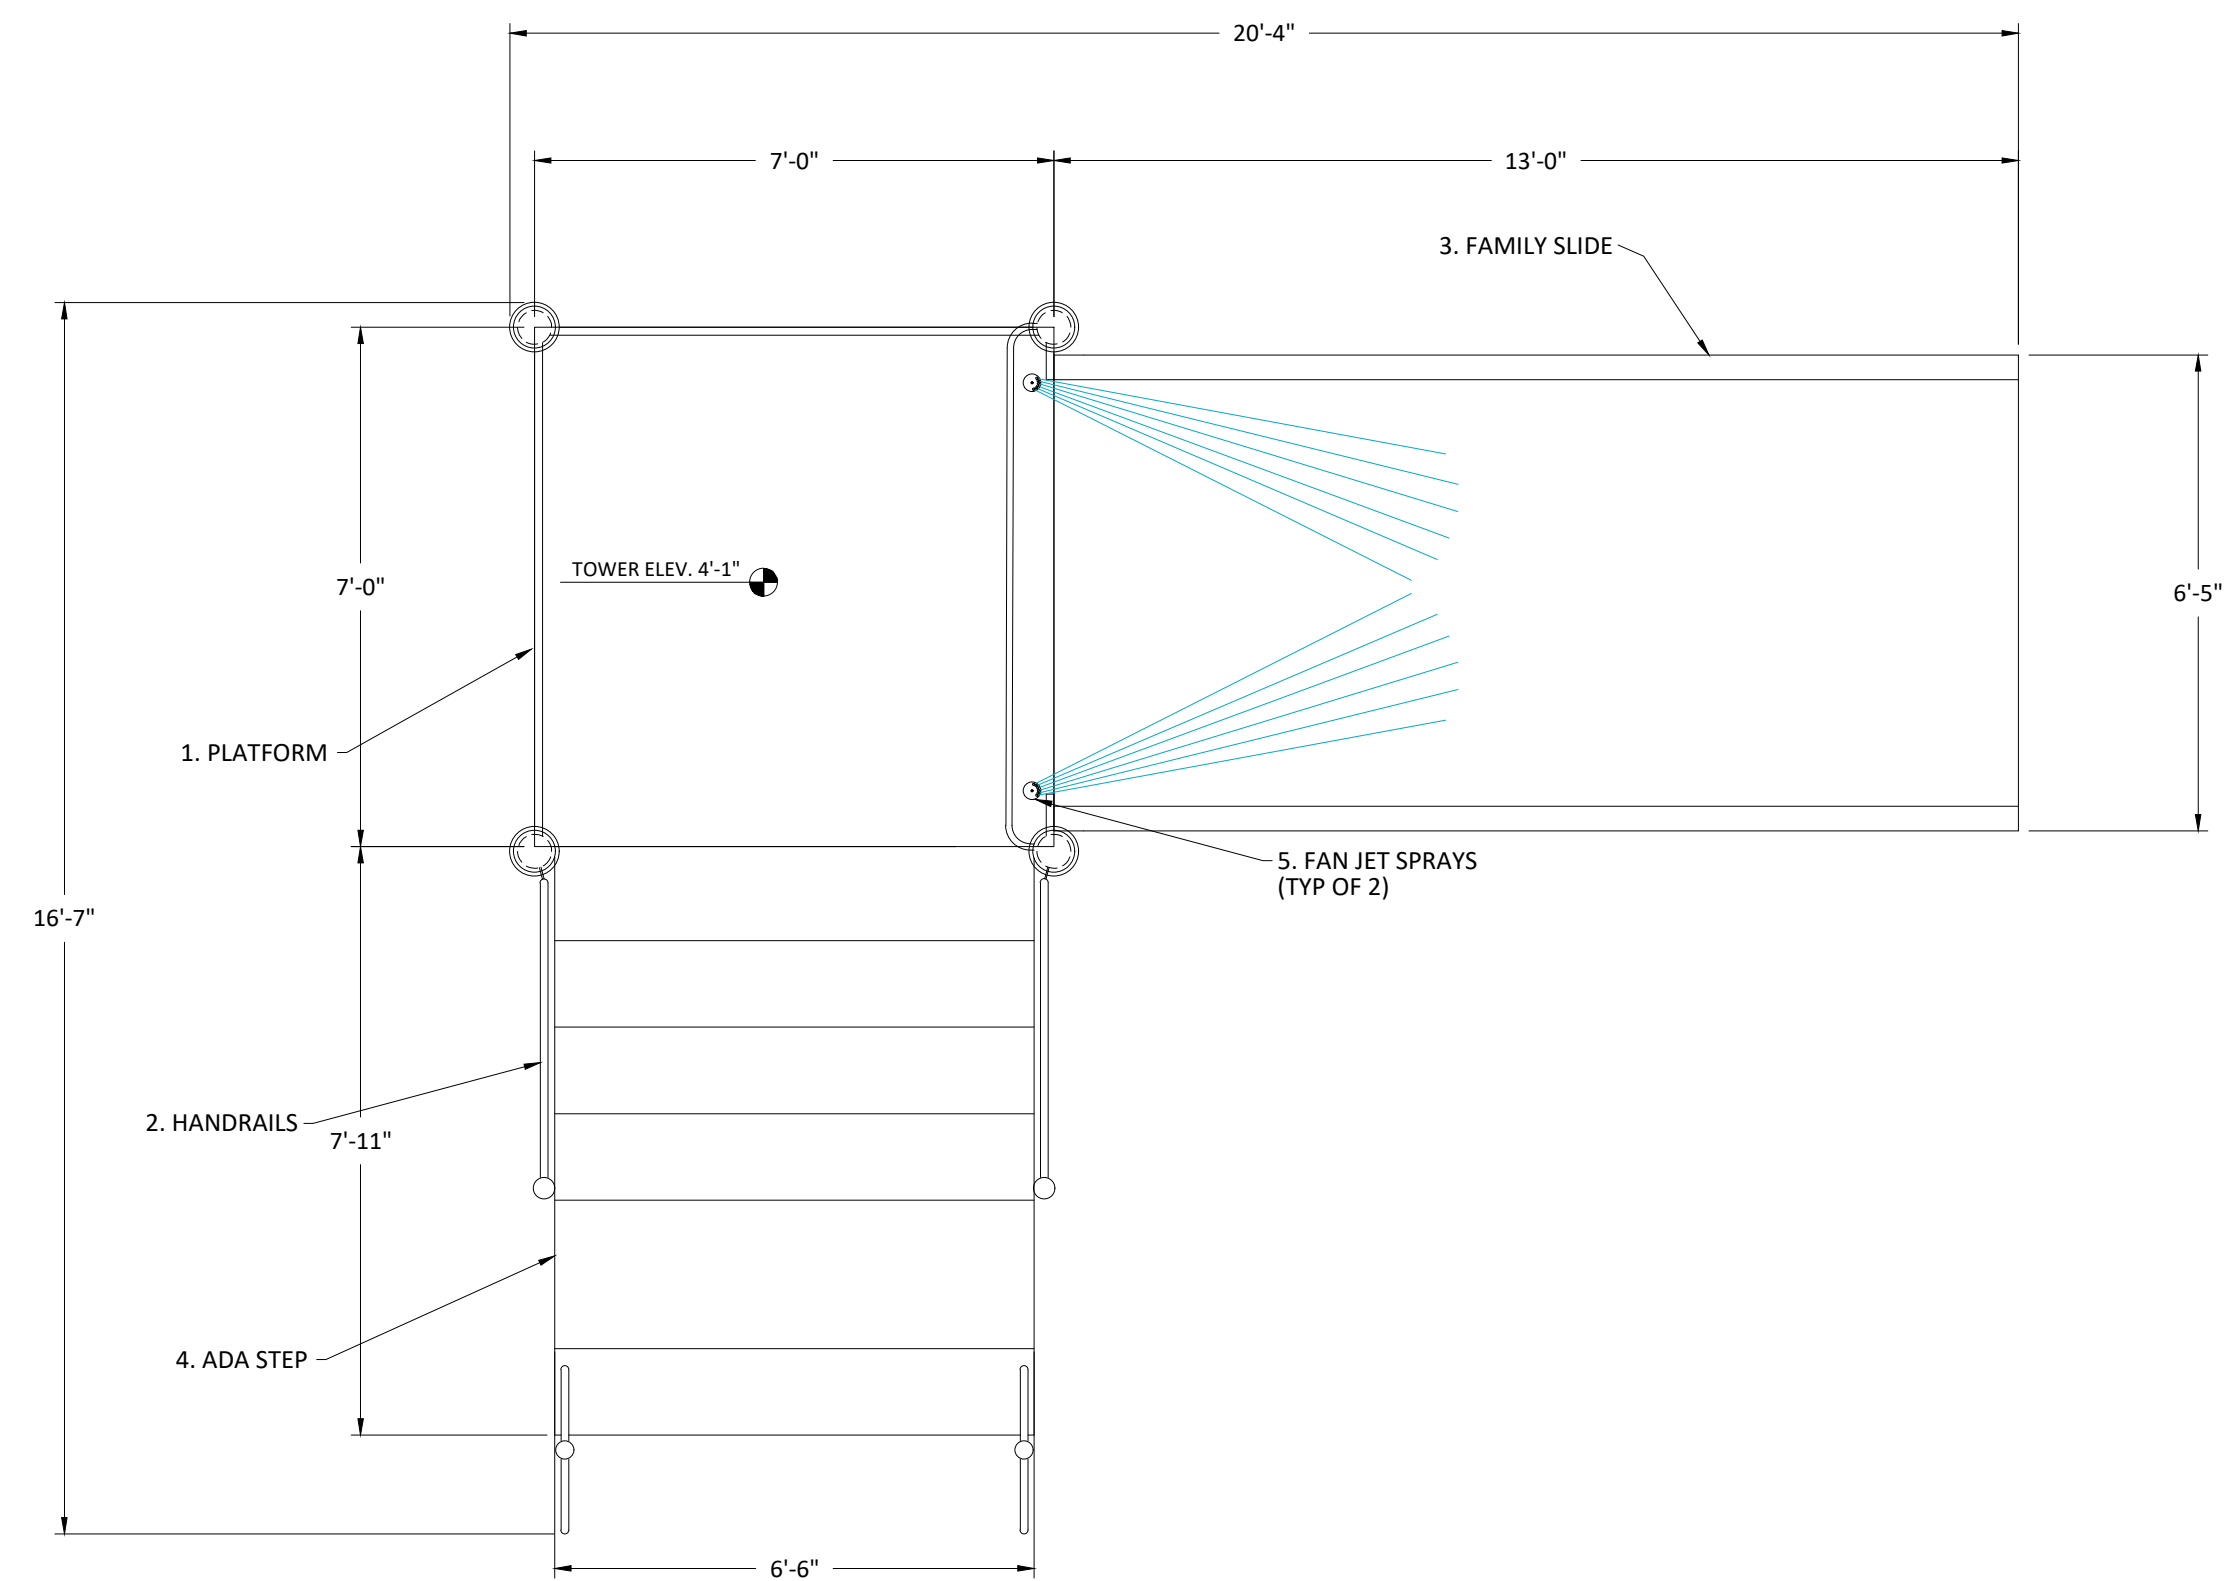 20'-4"
7'-0"
13'-0"
3. FAMILY SLIDE
TOWER ELEV. 4'-1"
7'-0"
6'-5"
1. PLATFORM
5. FAN JET SPRAYS
(TYP OF 2)
16'-7"
2. HANDRAILS
7'-11"
4. ADA STEP
6'-6"